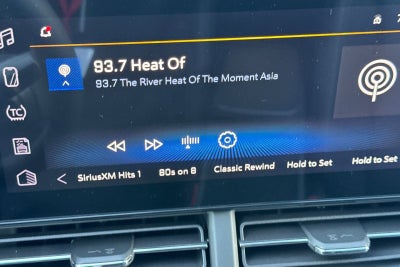 93.7 Heat Of
93.7 The River Heat Of The Moment Asia
TC
SiriusXM Hits 1 80s on 8 Classic Rewind Hold to Set Hold to Set